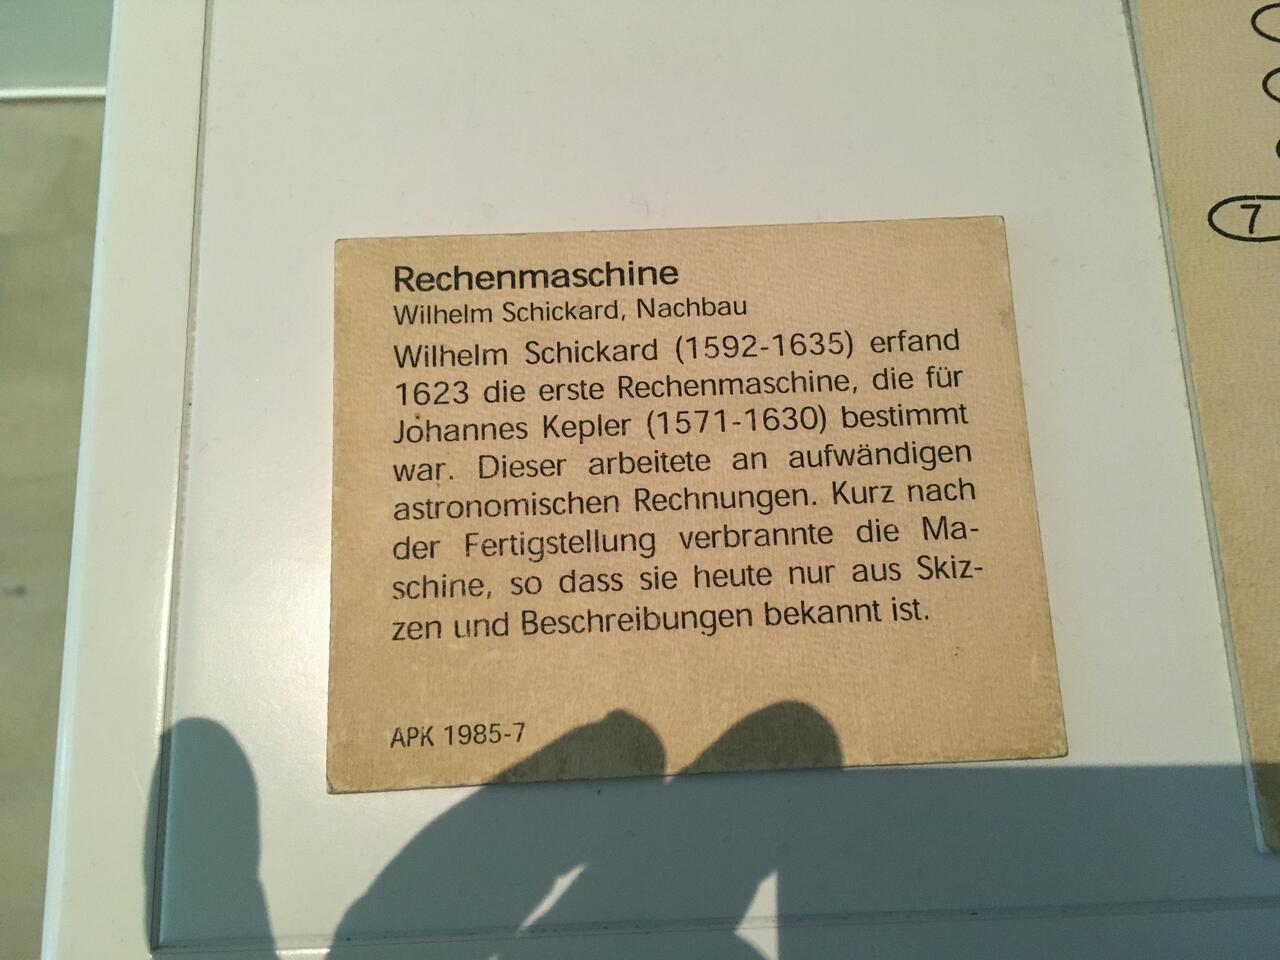 Rechenmaschine
Wilhelm Schickard, Nachbau
Wilhelm Schickard (1592-1635) erfand
1623 die erste Rechenmaschine, die für
Johannes Kepler (1571-1630) bestimmt
war. Dieser arbeitete an aufwändigen
astronomischen Rechnungen. Kurz nach
der Fertigstellung verbrannte die Ma-
schine, so dass sie heute nur aus Skiz-
zen und Beschreibungen bekannt ist.
APK 1985-7
7